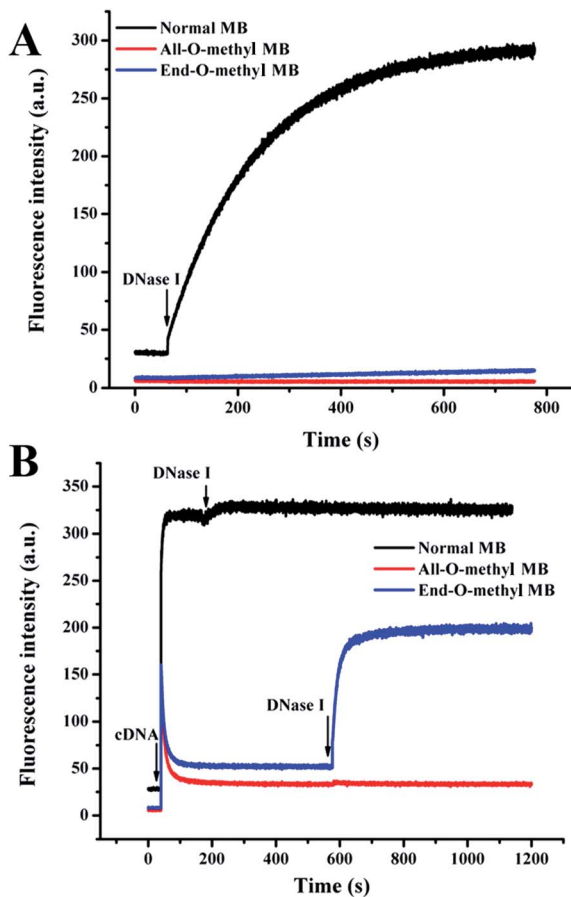 A
Normal MB
All-O-methyl MB
End-O-methyl MB
Fluorescence intensity (a.u.)
300
250
200
150
100
50
0
DNase I
0 200 400 600 800
Time (s)
B
DNase I
Normal MB
All-O-methyl MB
End-O-methyl MB
Fluorescence intensity (a.u.)
350
300
250
200
150
100
50
0
cDNA
DNase I
0 200 400 600 800 1000 1200
Time (s)